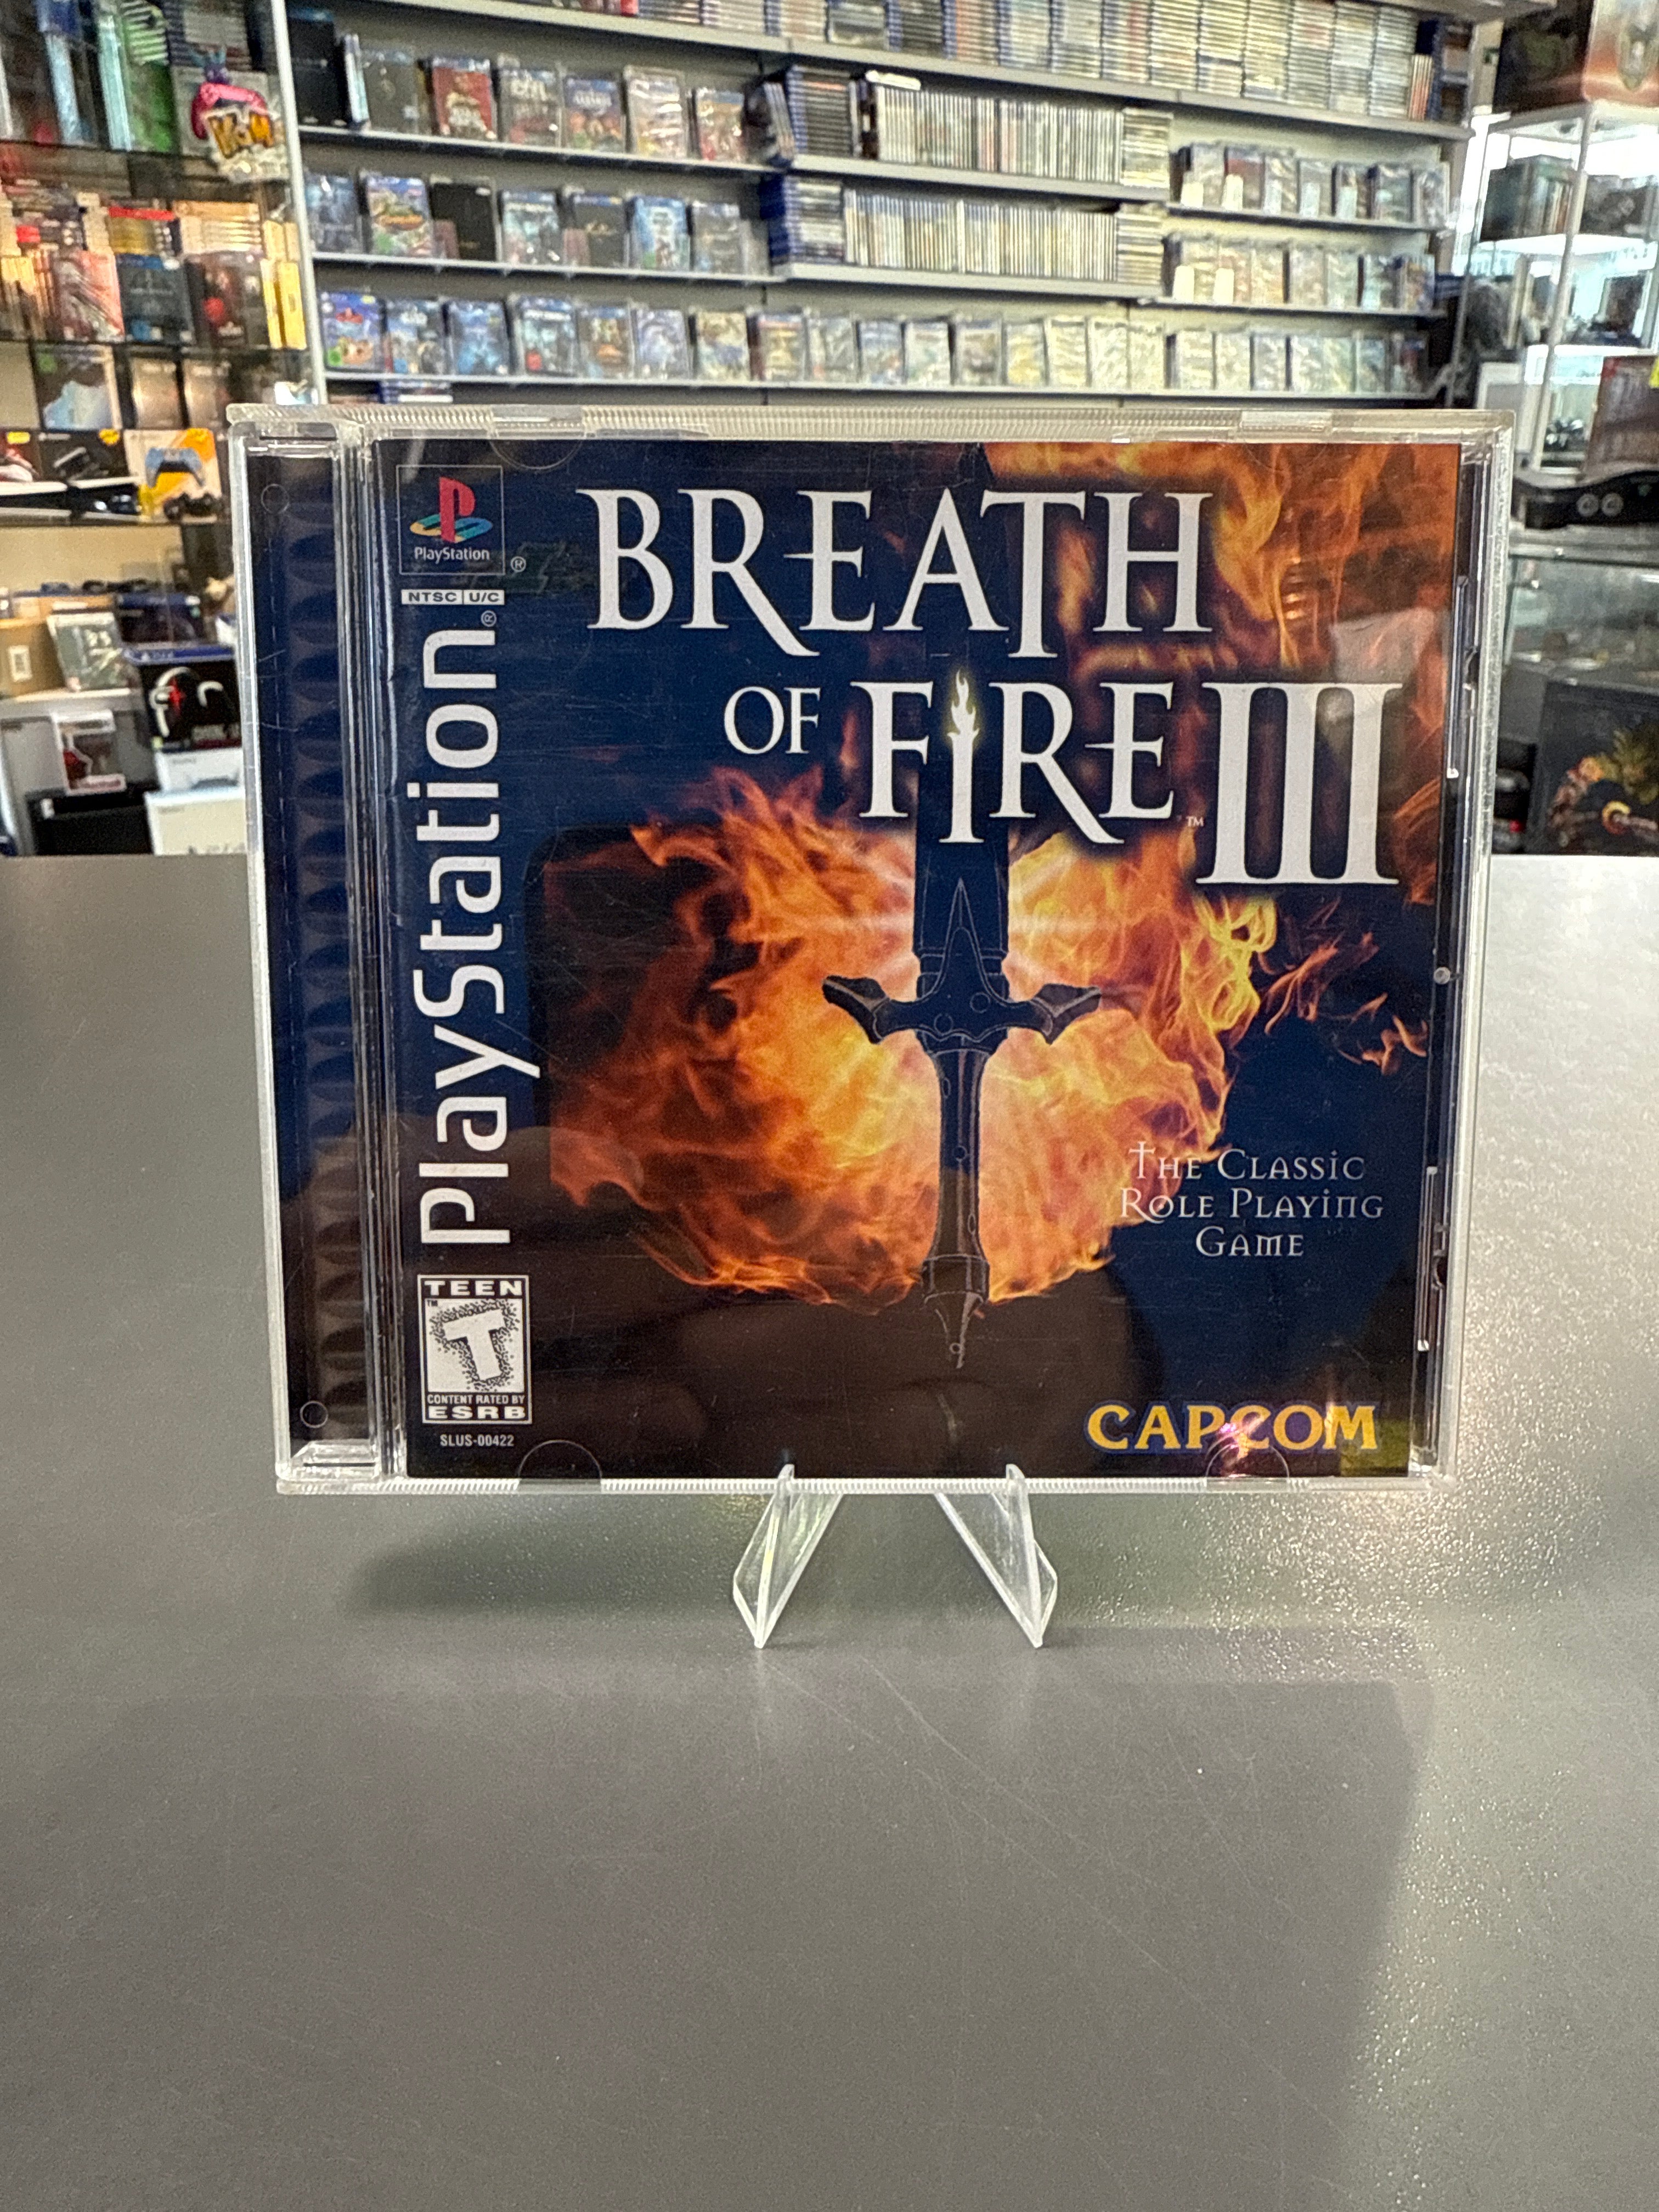 PlayStation
®
NTSC U/C
PlayStation®
BREATH
OF FIRE III
™
THE CLASSIC
ROLE PLAYING
GAME
TEEN
T
™
CONTENT RATED BY
ESRB
SLUS-00422
CAPCOM